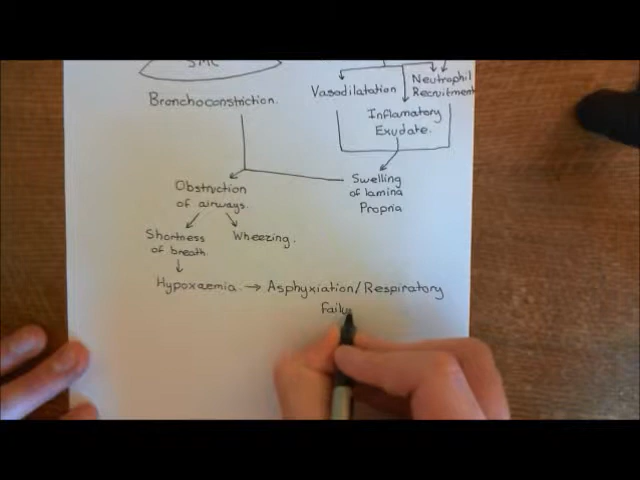 SMC
Bronchoconstriction.
Vasodilatation
Neutrophil
Recruitment
Inflamatory
Exudate.
Swelling
of lamina
Propria
Obstruction
of airways.
Shortness
of breath
Wheezing.
Hypoxaemia → Asphyxiation/Respiratory
Failu